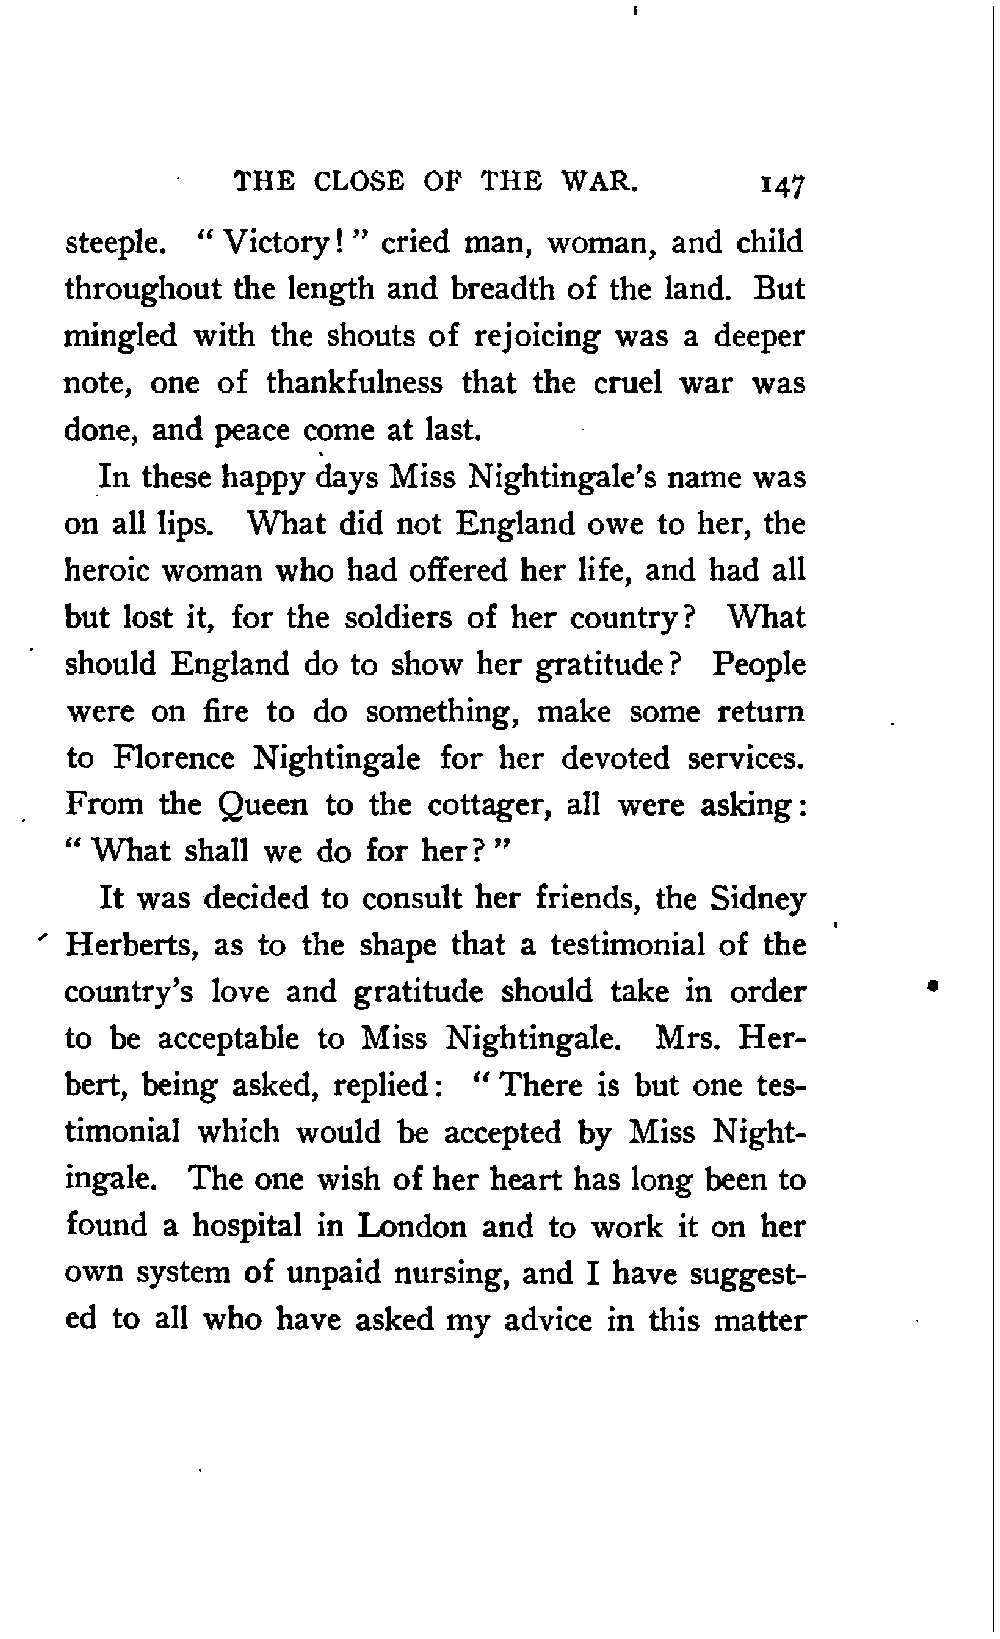 THE CLOSE OF THE WAR. 147
steeple. "Victory!" cried man, woman, and child
throughout the length and breadth of the land. But
mingled with the shouts of rejoicing was a deeper
note, one of thankfulness that the cruel war was
done, and peace come at last.
In these happy days Miss Nightingale's name was
on all lips. What did not England owe to her, the
heroic woman who had offered her life, and had all
but lost it, for the soldiers of her country? What
should England do to show her gratitude? People
were on fire to do something, make some return
to Florence Nightingale for her devoted services.
From the Queen to the cottager, all were asking:
"What shall we do for her?"
It was decided to consult her friends, the Sidney
Herberts, as to the shape that a testimonial of the
country's love and gratitude should take in order
to be acceptable to Miss Nightingale. Mrs. Her-
bert, being asked, replied: "There is but one tes-
timonial which would be accepted by Miss Night-
ingale. The one wish of her heart has long been to
found a hospital in London and to work it on her
own system of unpaid nursing, and I have suggest-
ed to all who have asked my advice in this matter